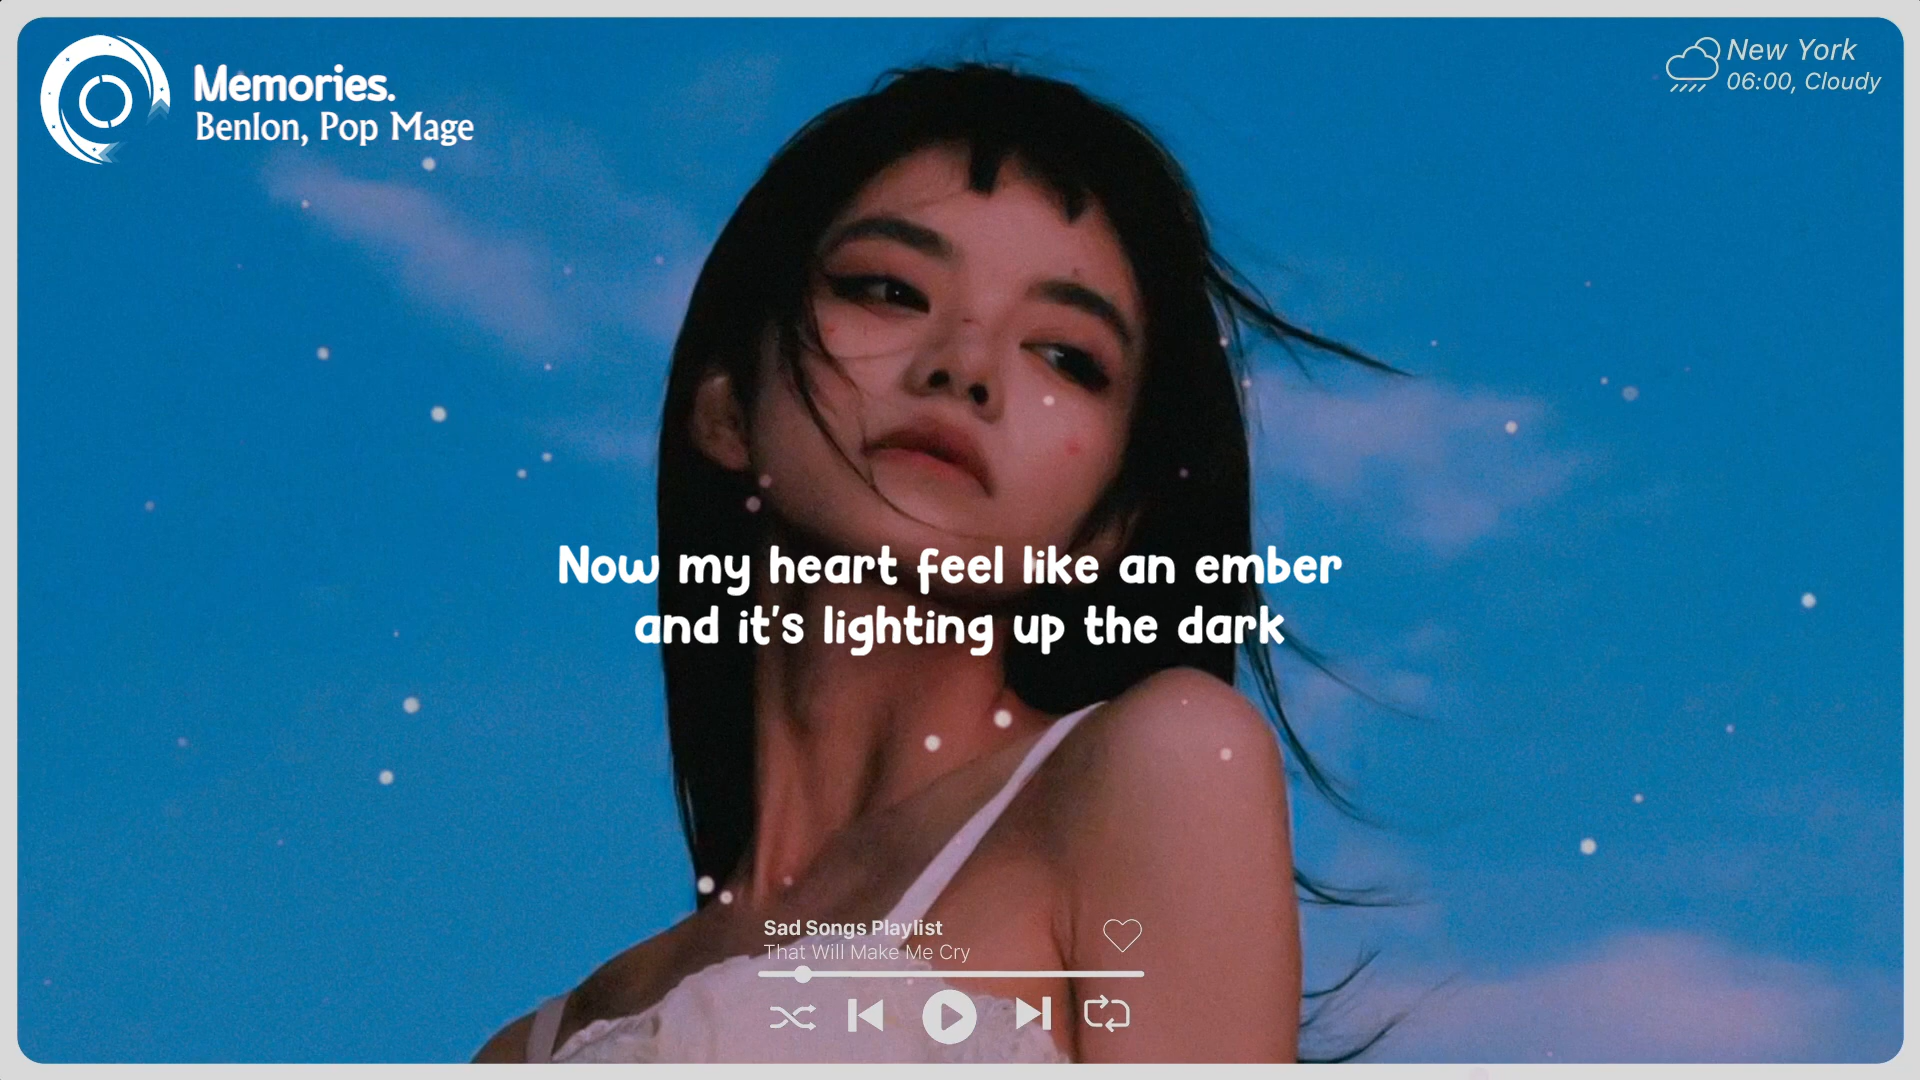 Memories.
Benlon, Pop Mage
New York
06:00, Cloudy
Now my heart feel like an ember
and it's lighting up the dark
Sad Songs Playlist
That Will Make Me Cry